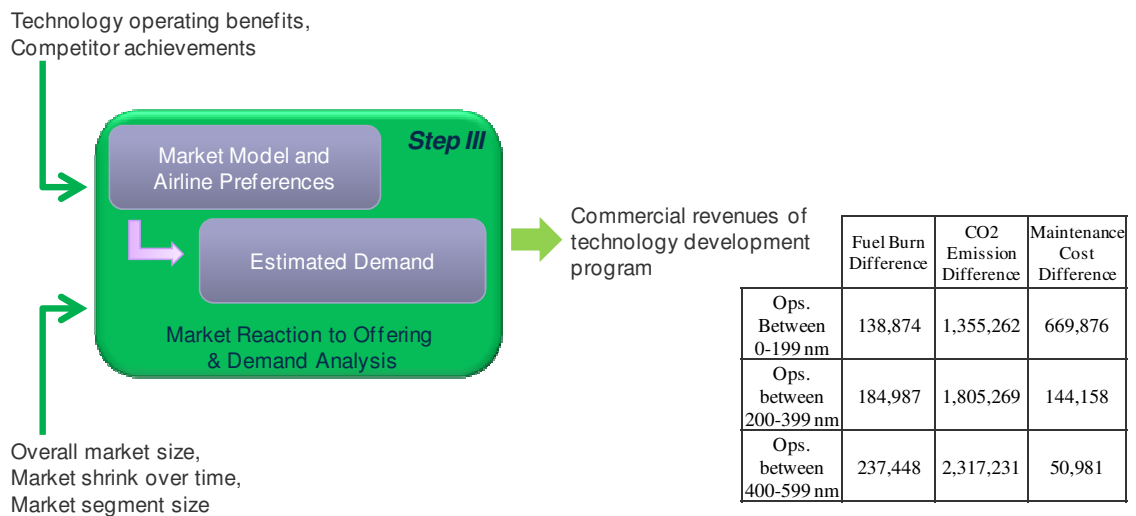 Technology operating benefits,
Competitor achievements
Step III
Market Model and
Airline Preferences
Estimated Demand
Market Reaction to Offering
& Demand Analysis
Overall market size,
Market shrink over time,
Market segment size
Commercial revenues of
technology development
program
Fuel Burn
Difference
CO2
Emission
Difference
Maintenance
Cost
Difference
Ops.
Between
0-199 nm
138,874
1,355,262
669,876
Ops.
between
200-399 nm
184,987
1,805,269
144,158
Ops.
between
400-599 nm
237,448
2,317,231
50,981